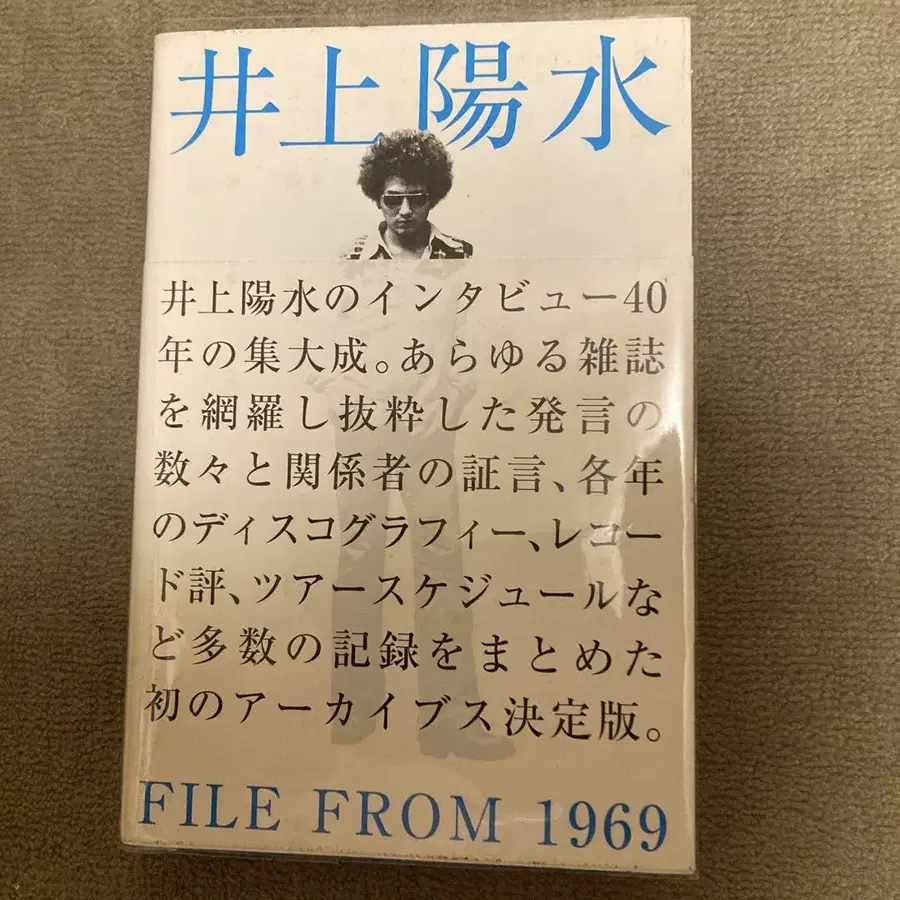 井上陽水
井上陽水のインタビュー40
年の集大成。あらゆる雑誌
を網羅し抜粋した発言の
数々と関係者の証言、各年
のディスコグラフィー、レコー
ド評、ツアースケジュールな
ど多数の記録をまとめた
初のアーカイブス決定版。
FILE FROM 1969